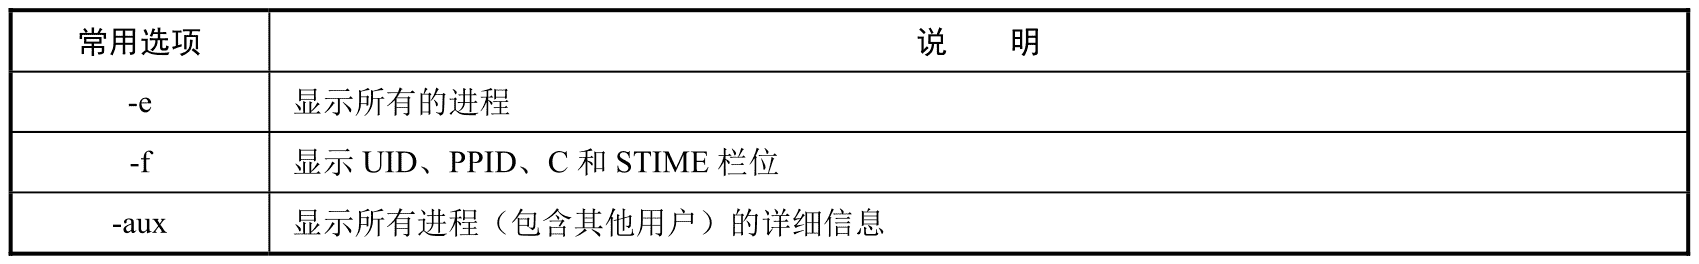 常用选项 说 明
-e 显示所有的进程
-f 显示 UID、PPID、C 和 STIME 栏位
-aux 显示所有进程（包含其他用户）的详细信息